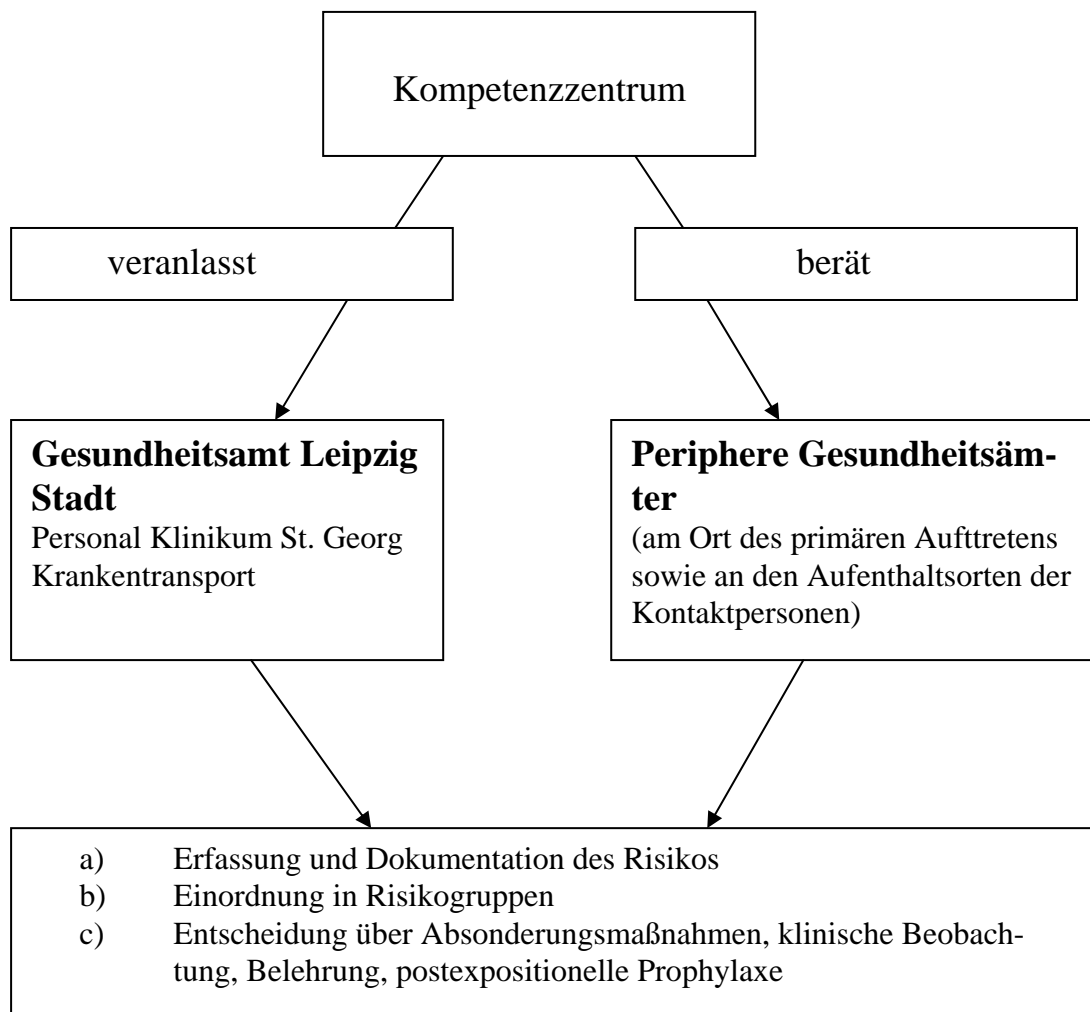 Kompetenzzentrum
veranlasst
berät
Gesundheitsamt Leipzig
Stadt
Personal Klinikum St. Georg
Krankentransport
Periphere Gesundheitsäm-
ter
(am Ort des primären Aufttretens
sowie an den Aufenthaltsorten der
Kontaktpersonen)
a) Erfassung und Dokumentation des Risikos
b) Einordnung in Risikogruppen
c) Entscheidung über Absonderungsmaßnahmen, klinische Beobach-
tung, Belehrung, postexpositionelle Prophylaxe